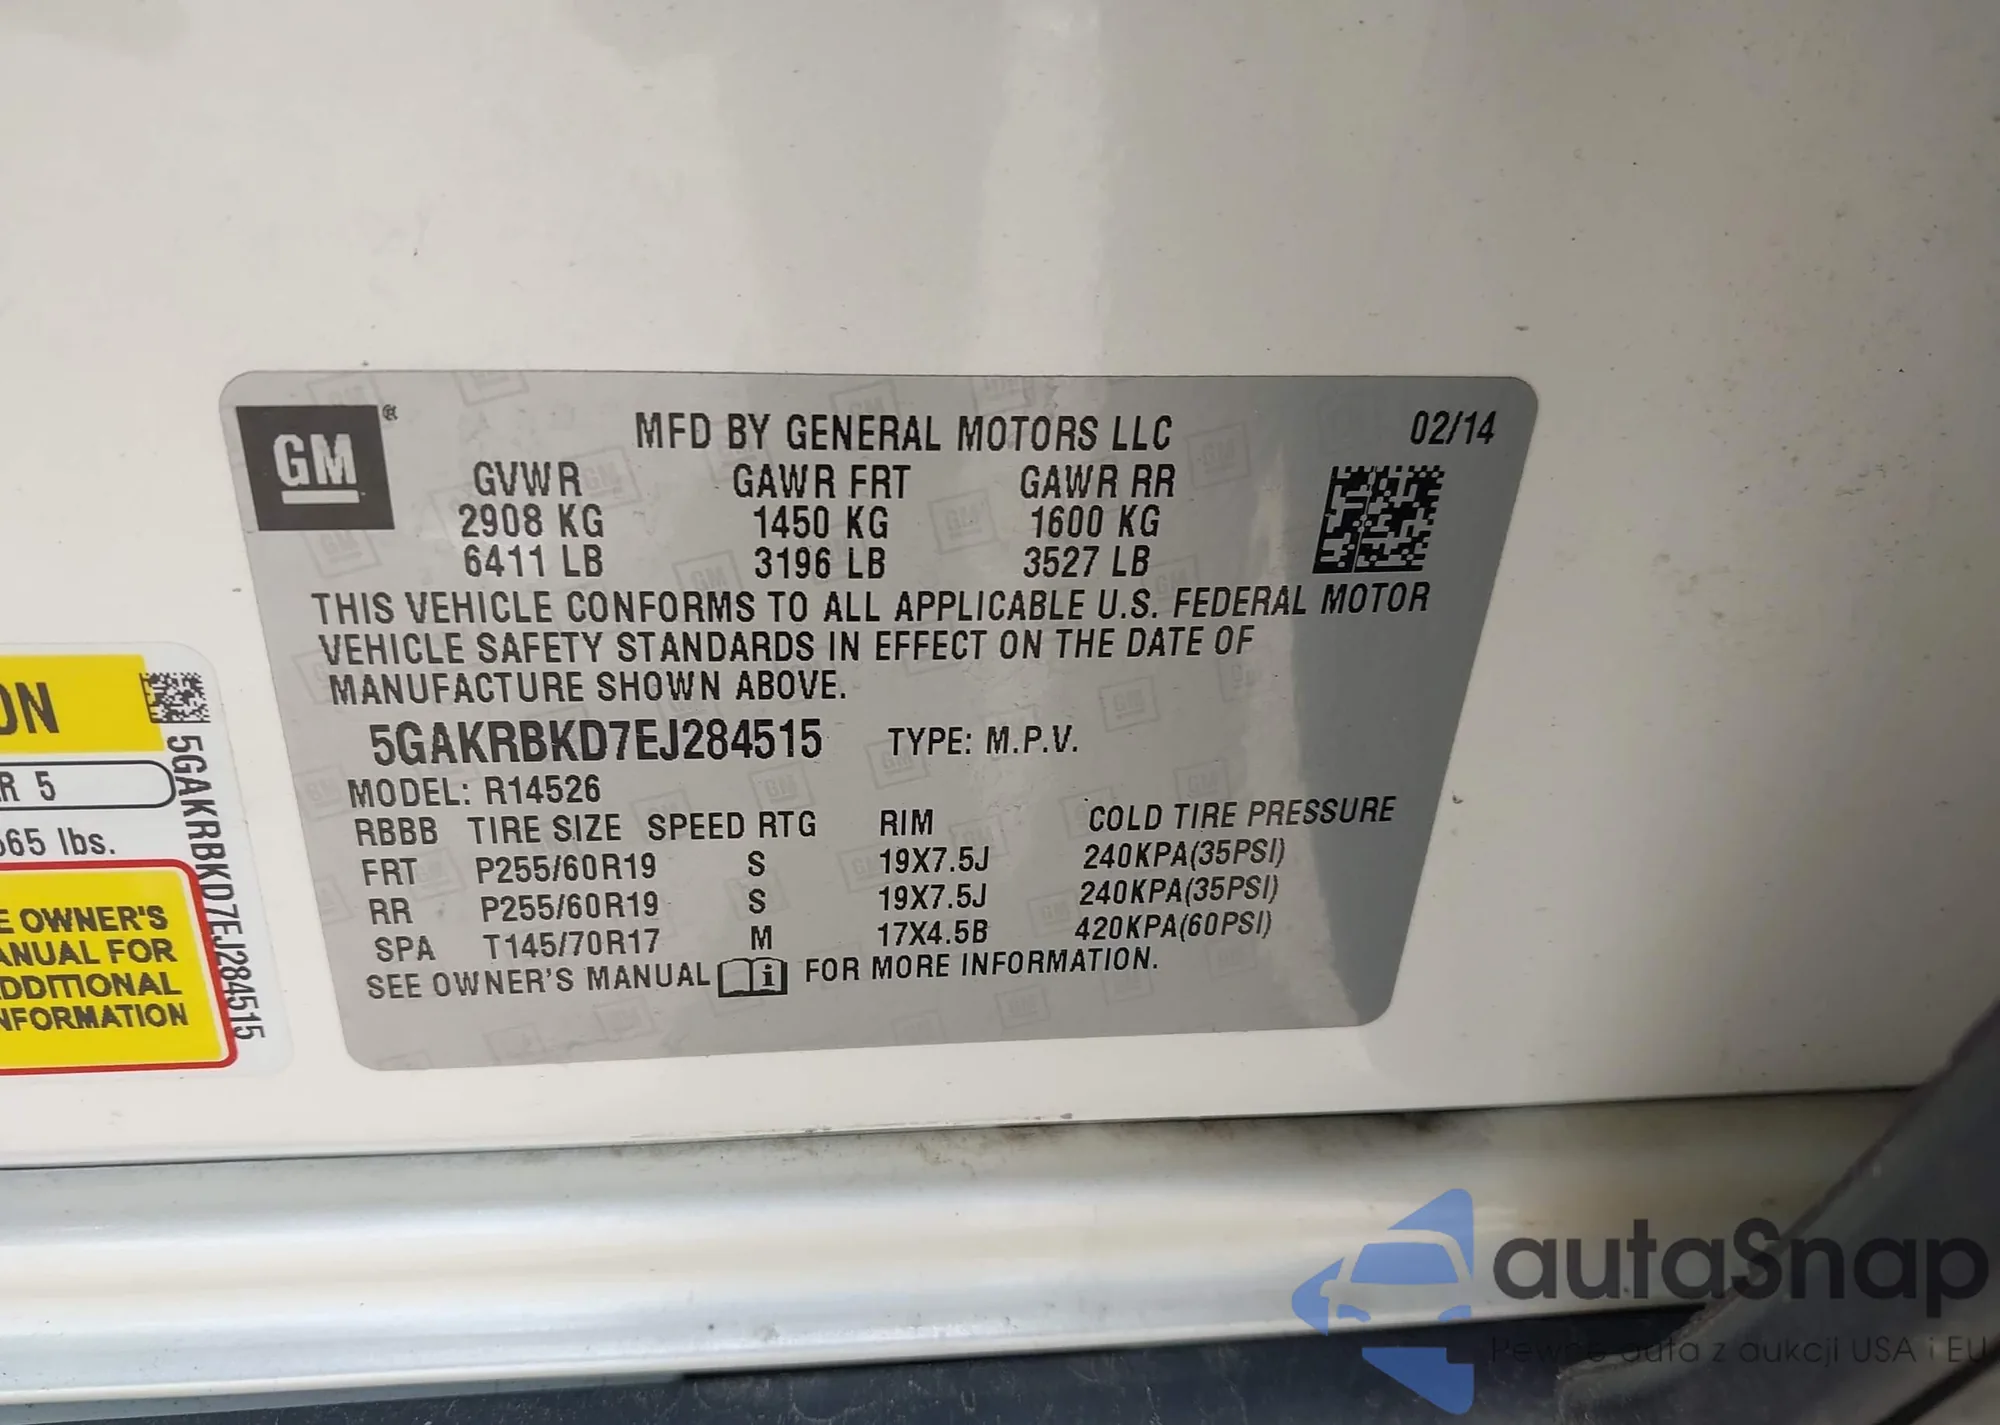 GM ®
MFD BY GENERAL MOTORS LLC 02/14
GVWR GAWR FRT GAWR RR
2908 KG 1450 KG 1600 KG
6411 LB 3196 LB 3527 LB
THIS VEHICLE CONFORMS TO ALL APPLICABLE U.S. FEDERAL MOTOR
VEHICLE SAFETY STANDARDS IN EFFECT ON THE DATE OF
MANUFACTURE SHOWN ABOVE.
5GAKRBKD7EJ284515 TYPE: M.P.V.
MODEL: R14526
RBBB TIRE SIZE SPEED RTG RIM COLD TIRE PRESSURE
FRT P255/60R19 S 19X7.5J 240KPA(35PSI)
RR P255/60R19 S 19X7.5J 240KPA(35PSI)
SPA T145/70R17 M 17X4.5B 420KPA(60PSI)
SEE OWNER'S MANUAL i FOR MORE INFORMATION.
ON
R 5
65 lbs.
E OWNER'S
ANUAL FOR
DDITIONAL
NFORMATION
5GAKRBKD7EJ284515
autaSnap
Pewne auta z aukcji USA i EU